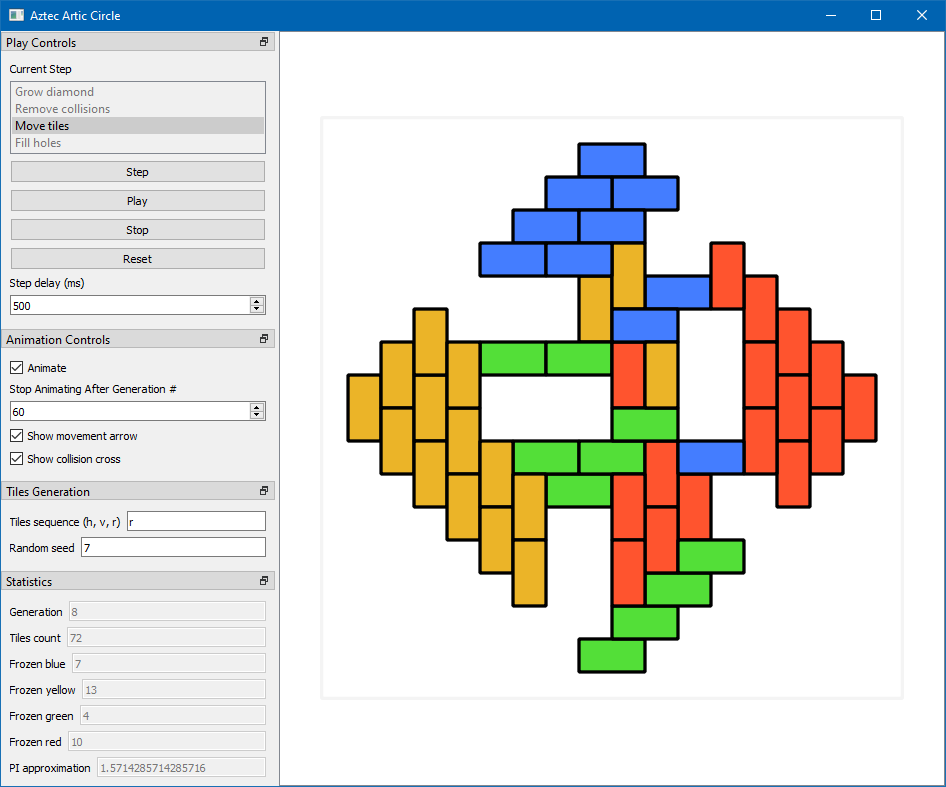 Aztec Artic Circle
Play Controls
Current Step
Grow diamond
Remove collisions
Move tiles
Fill holes
Step
Play
Stop
Reset
Step delay (ms)
500
Animation Controls
Animate
Stop Animating After Generation #
60
Show movement arrow
Show collision cross
Tiles Generation
Tiles sequence (h, v, r) r
Random seed 7
Statistics
Generation 8
Tiles count 72
Frozen blue 7
Frozen yellow 13
Frozen green 4
Frozen red 10
PI approximation 1.5714285714285716